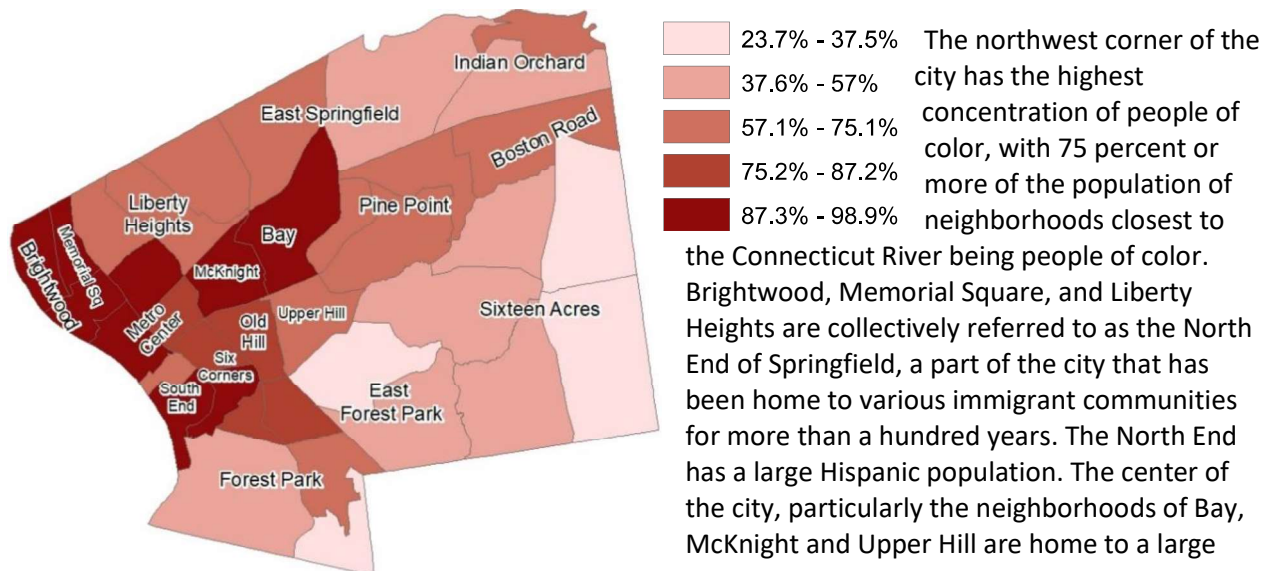 Indian Orchard
East Springfield
Boston Road
Liberty
Heights
Pine Point
Bay
Memorial Sq
Brightwood
McKnight
Metro
Center
Old
Hill
Upper Hill
Sixteen Acres
Six
Corners
South
End
East
Forest Park
Forest Park
23.7% - 37.5%
37.6% - 57%
57.1% - 75.1%
75.2% - 87.2%
87.3% - 98.9%
The northwest corner of the
city has the highest
concentration of people of
color, with 75 percent or
more of the population of
neighborhoods closest to
the Connecticut River being people of color.
Brightwood, Memorial Square, and Liberty
Heights are collectively referred to as the North
End of Springfield, a part of the city that has
been home to various immigrant communities
for more than a hundred years. The North End
has a large Hispanic population. The center of
the city, particularly the neighborhoods of Bay,
McKnight and Upper Hill are home to a large